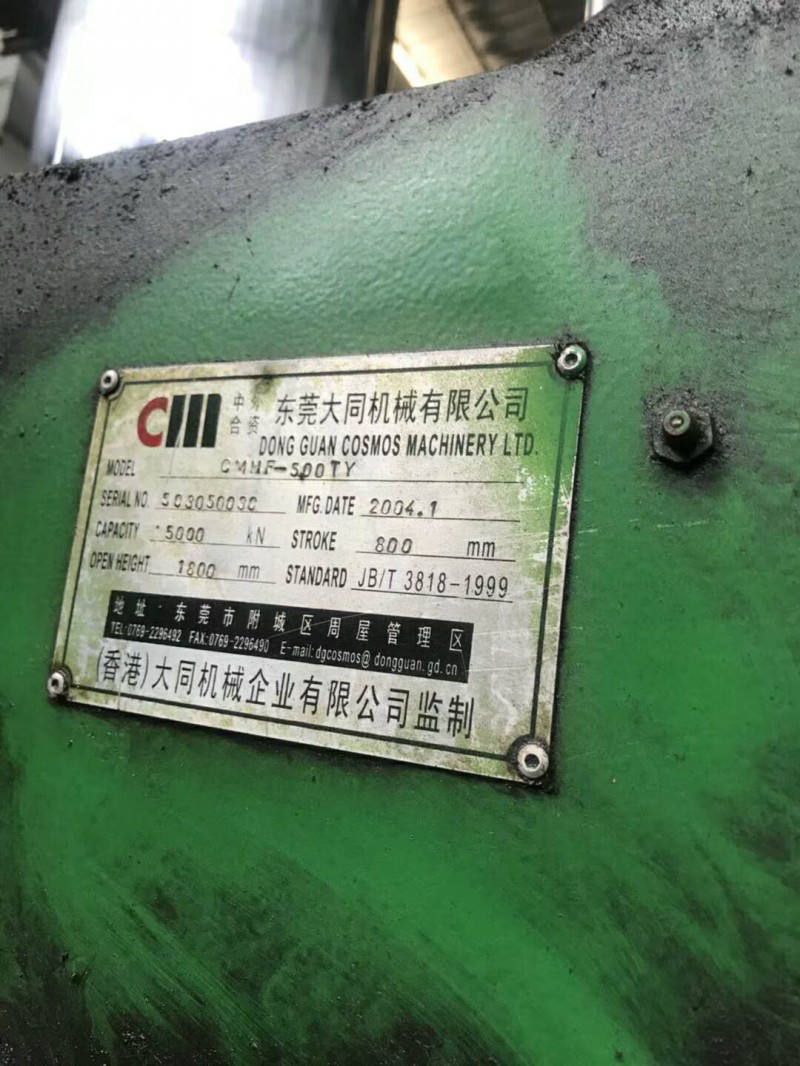 CM 中外合资 东莞大同机械有限公司
DONG GUAN COSMOS MACHINERY LTD.
MODEL CMHF-500TY
SERIAL NO. 50305003C MFG.DATE 2004.1
CAPACITY 5000 kN STROKE 800 mm
OPEN HEIGHT 1800 mm STANDARD JB/T 3818-1999
地址·东莞市附城区周屋管理区
TEL:0769-2296492 FAX:0769-2296490 E-mail:dgcosmos@dongguan.gd.cn
(香港)大同机械企业有限公司监制